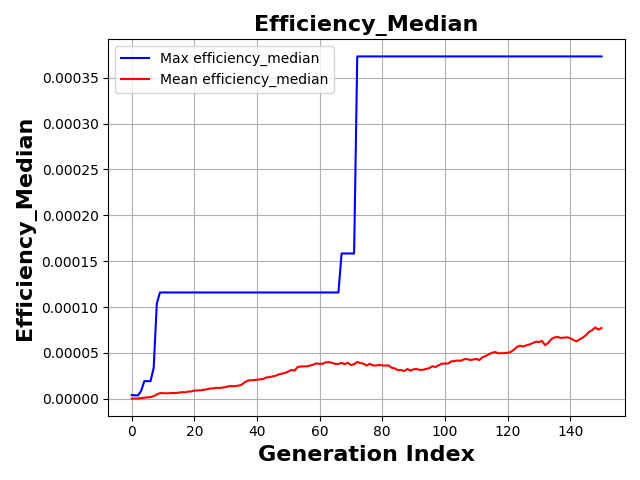 Efficiency_Median
Max efficiency_median
Mean efficiency_median
Efficiency_Median
0.00035
0.00030
0.00025
0.00020
0.00015
0.00010
0.00005
0.00000
0 20 40 60 80 100 120 140
Generation Index